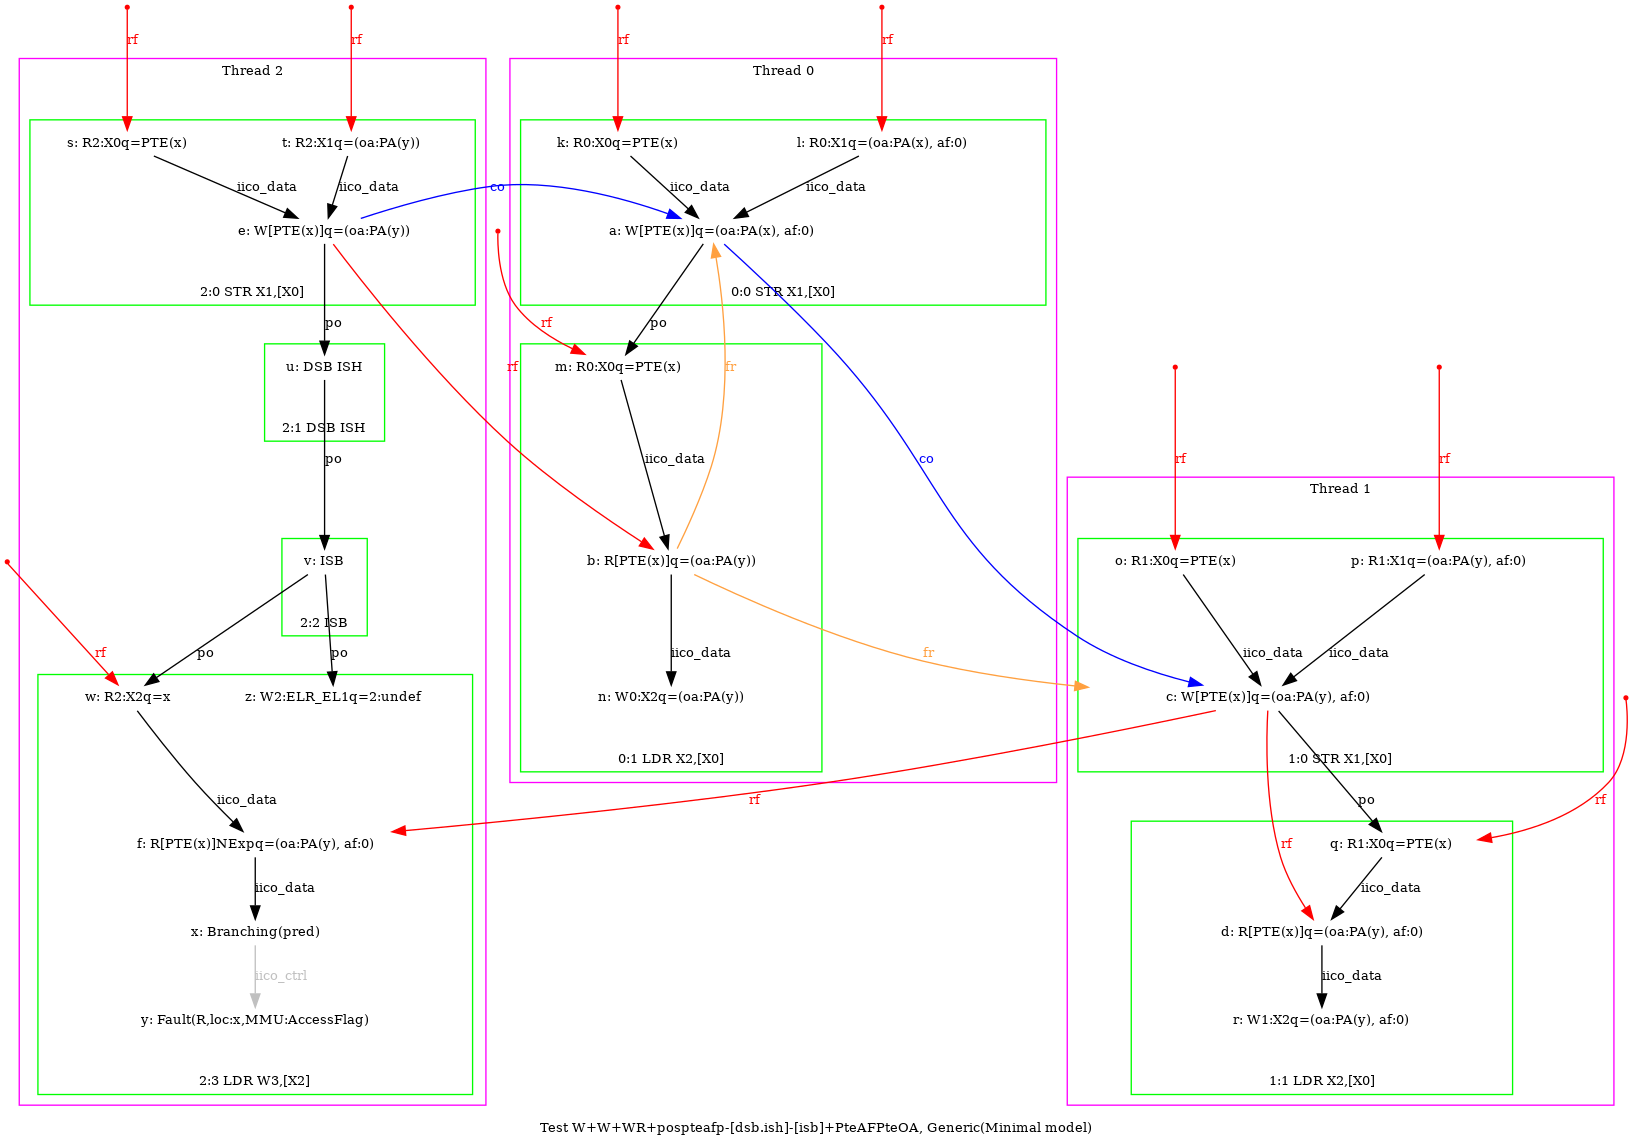 rf
rf
rf
rf
Thread 2
Thread 0
s: R2:X0q=PTE(x)
t: R2:X1q=(oa:PA(y))
k: R0:X0q=PTE(x)
l: R0:X1q=(oa:PA(x), af:0)
iico_data
iico_data
co
iico_data
iico_data
e: W[PTE(x)]q=(oa:PA(y))
a: W[PTE(x)]q=(oa:PA(x), af:0)
2:0 STR X1,[X0]
0:0 STR X1,[X0]
po
rf
po
u: DSB ISH
rf
m: R0:X0q=PTE(x)
fr
2:1 DSB ISH
po
iico_data
co
rf
rf
Thread 1
v: ISB
b: R[PTE(x)]q=(oa:PA(y))
o: R1:X0q=PTE(x)
p: R1:X1q=(oa:PA(y), af:0)
2:2 ISB
rf
po
po
iico_data
fr
iico_data
iico_data
w: R2:X2q=x
z: W2:ELR_EL1q=2:undef
n: W0:X2q=(oa:PA(y))
c: W[PTE(x)]q=(oa:PA(y), af:0)
0:1 LDR X2,[X0]
1:0 STR X1,[X0]
iico_data
rf
po
rf
f: R[PTE(x)]NExpq=(oa:PA(y), af:0)
rf
q: R1:X0q=PTE(x)
iico_data
iico_data
x: Branching(pred)
d: R[PTE(x)]q=(oa:PA(y), af:0)
iico_ctrl
iico_data
y: Fault(R,loc:x,MMU:AccessFlag)
r: W1:X2q=(oa:PA(y), af:0)
2:3 LDR W3,[X2]
1:1 LDR X2,[X0]
Test W+W+WR+pospteafp-[dsb.ish]-[isb]+PteAFPteOA, Generic(Minimal model)